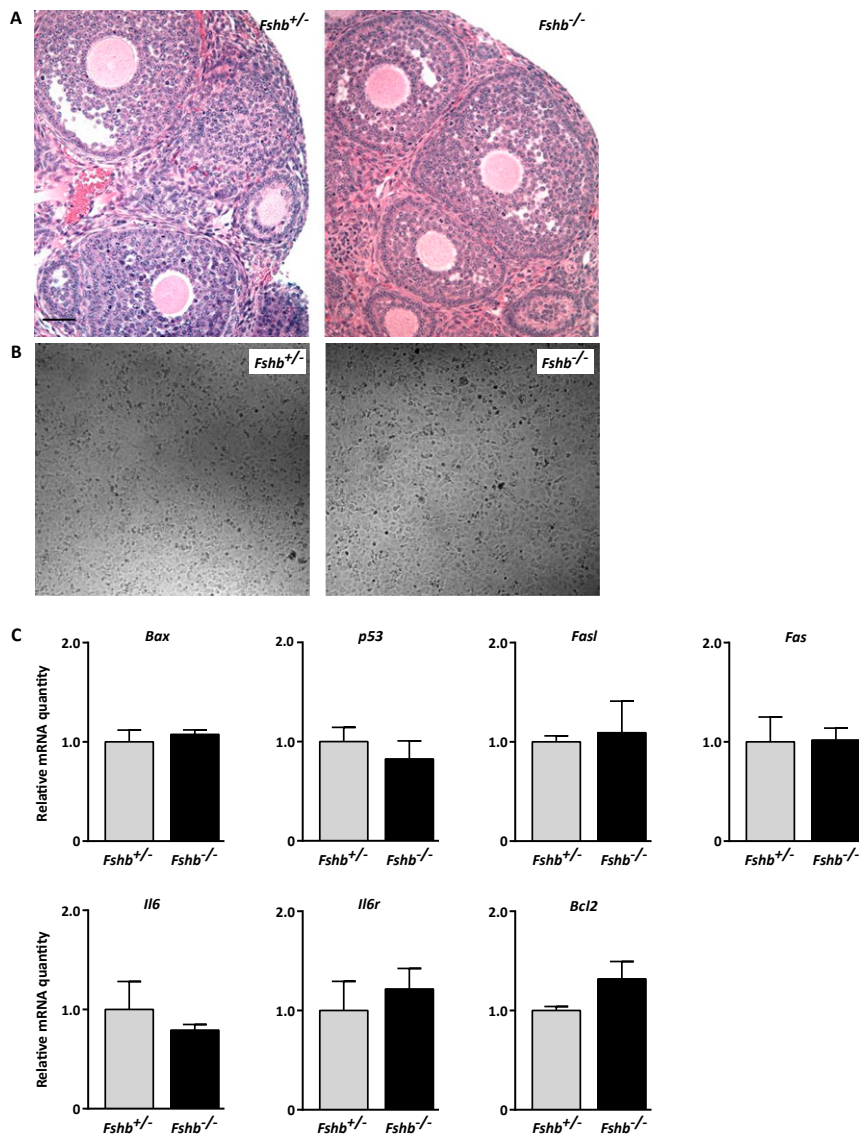 A
Fshb+/-
Fshb-/-
B
Fshb+/-
Fshb-/-
C
Bax
p53
Fasl
Fas
Relative mRNA quantity
2.0
1.0
0
2.0
1.0
0
2.0
1.0
0
2.0
1.0
0
Fshb+/-
Fshb-/-
Fshb+/-
Fshb-/-
Fshb+/-
Fshb-/-
Fshb+/-
Fshb-/-
Il6
Il6r
Bcl2
Relative mRNA quantity
2.0
1.0
0
2.0
1.0
0
2.0
1.0
0
Fshb+/-
Fshb-/-
Fshb+/-
Fshb-/-
Fshb+/-
Fshb-/-